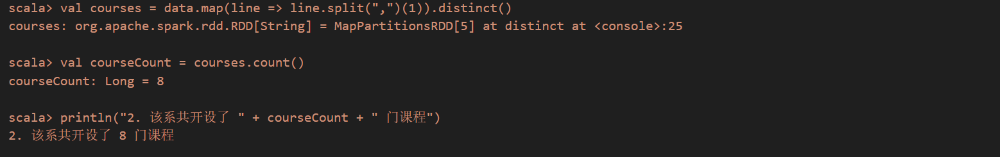 scala> val courses = data.map(line => line.split(",")(1)).distinct()
courses: org.apache.spark.rdd.RDD[String] = MapPartitionsRDD[5] at distinct at <console>:25
scala> val courseCount = courses.count()
courseCount: Long = 8
scala> println("2. 该系共开设了 " + courseCount + " 门课程")
2. 该系共开设了 8 门课程